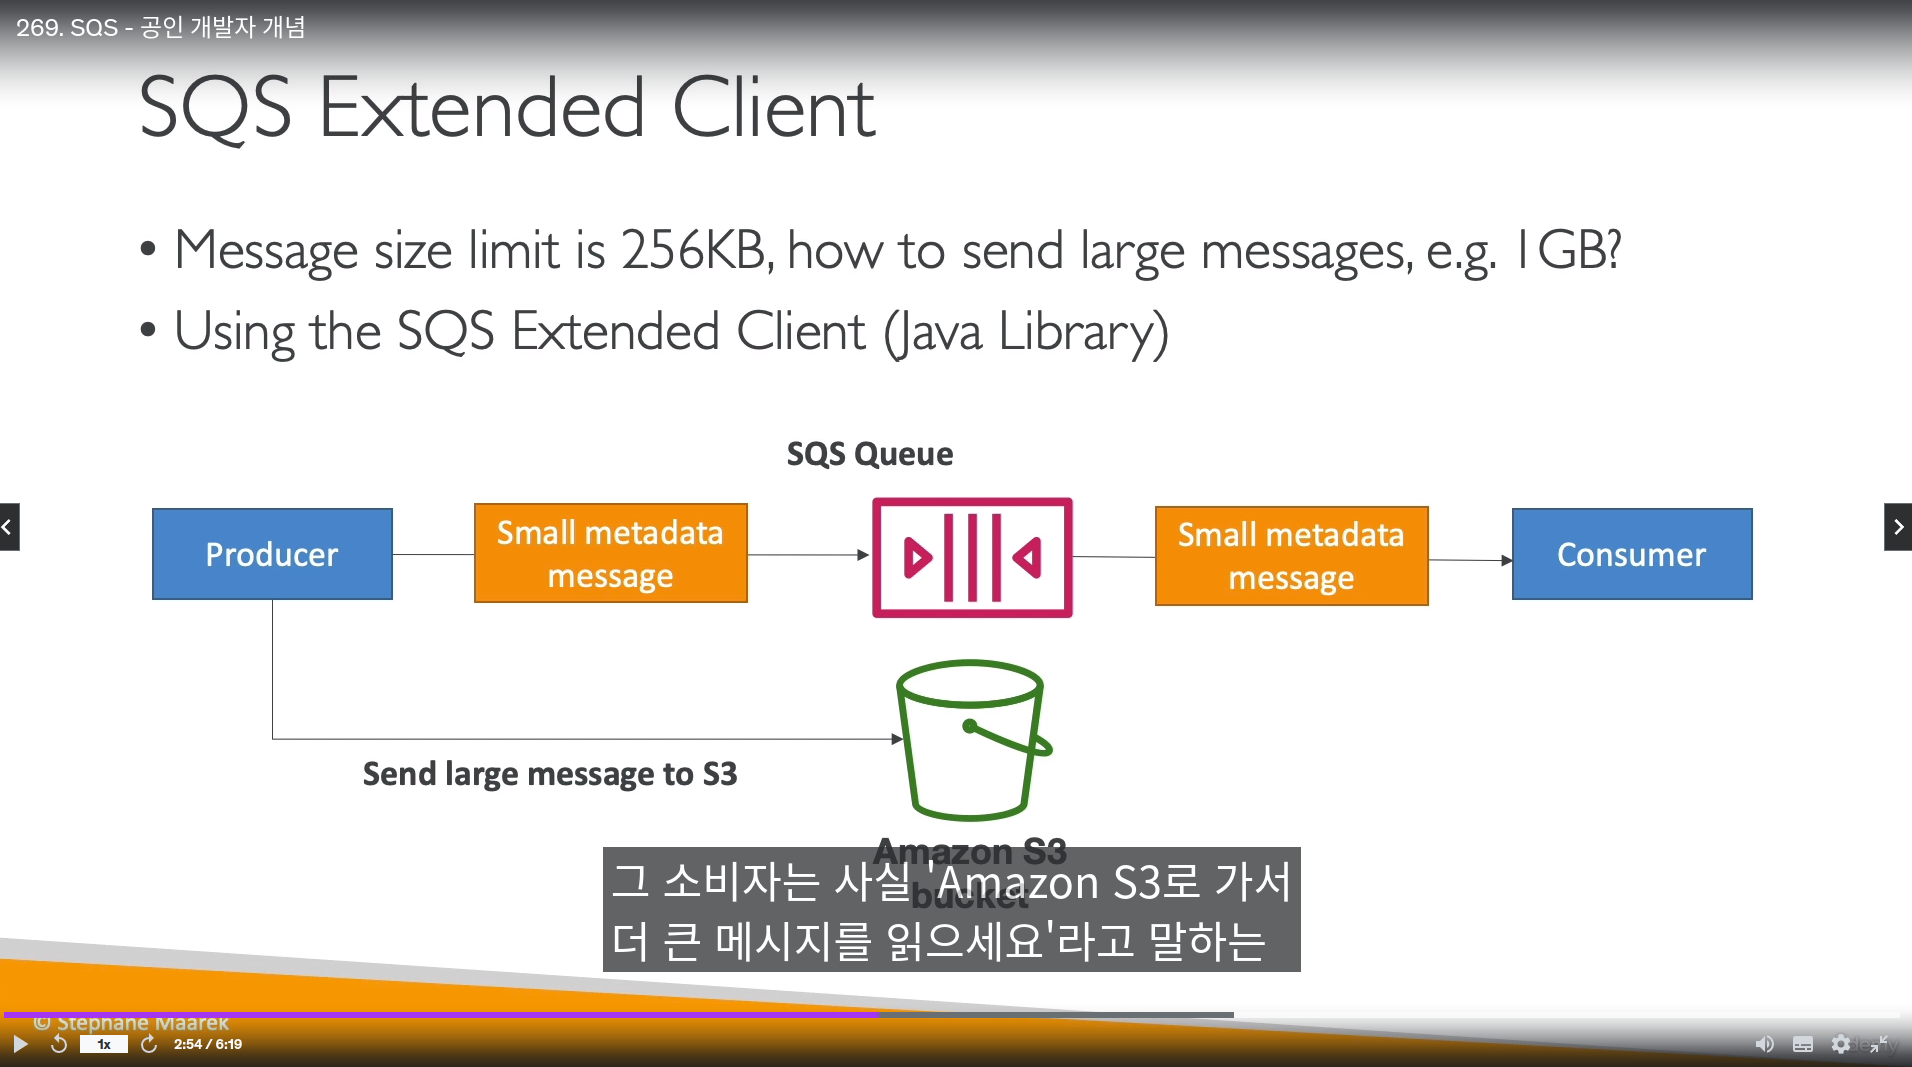 269. SQS - 공인 개발자 개념
SQS Extended Client
• Message size limit is 256KB, how to send large messages, e.g. 1GB?
• Using the SQS Extended Client (Java Library)
SQS Queue
Producer
Small metadata
message
Small metadata
message
Consumer
Send large message to S3
Amazon S3
bucket
그 소비자는 사실 'Amazon S3로 가서
더 큰 메시지를 읽으세요'라고 말하는
© Stephane Maarek
1x
2:54 / 6:19